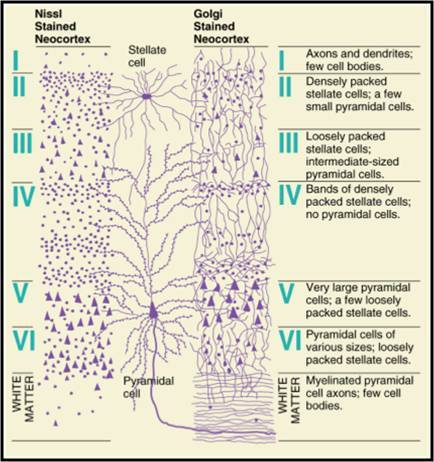 Nissl
Stained
Neocortex
Stellate
cell
Golgi
Stained
Neocortex
I
I
Axons and dendrites;
few cell bodies.
II
II
Densely packed
stellate cells; a few
small pyramidal cells.
III
III
Loosely packed
stellate cells;
intermediate-sized
pyramidal cells.
IV
IV
Bands of densely
packed stellate cells;
no pyramidal cells.
V
V
Very large pyramidal
cells; a few loosely
packed stellate cells.
VI
VI
Pyramidal cells of
various sizes; loosely
packed stellate cells.
WHITE
MATTER
Pyramidal
cell
WHITE
MATTER
Myelinated pyramidal
cell axons; few cell
bodies.